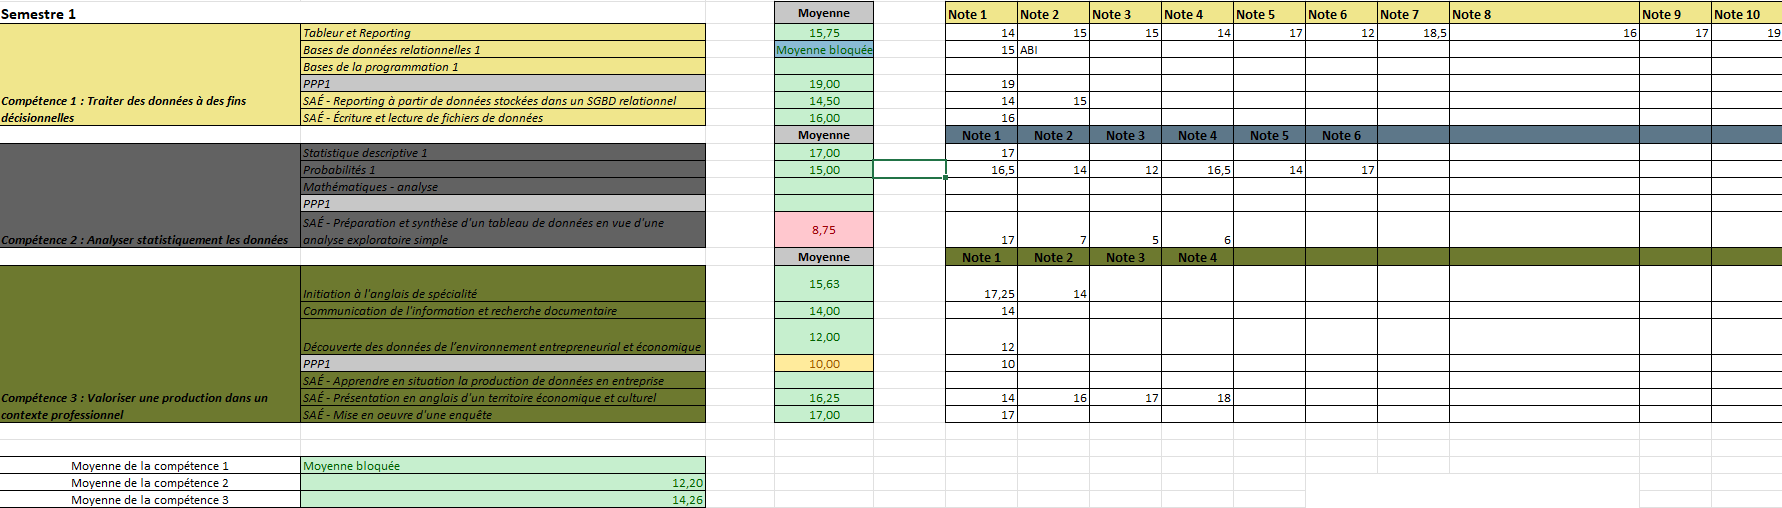 Semestre 1 Moyenne Note 1 Note 2 Note 3 Note 4 Note 5 Note 6 Note 7 Note 8 Note 9 Note 10
Tableur et Reporting 15,75 14 15 15 14 17 12 18,5 16 17 19
Bases de données relationnelles 1 Moyenne bloquée 15 ABI
Bases de la programmation 1
PPP1 19,00 19
Compétence 1 : Traiter des données à des fins
décisionnelles
SAÉ - Reporting à partir de données stockées dans un SGBD relationnel 14,50 14 15
SAÉ - Écriture et lecture de fichiers de données 16,00 16
Moyenne Note 1 Note 2 Note 3 Note 4 Note 5 Note 6
Statistique descriptive 1 17,00 17
Probabilités 1 15,00 16,5 14 12 16,5 14 17
Mathématiques - analyse
PPP1
Compétence 2 : Analyser statistiquement les données
SAÉ - Préparation et synthèse d'un tableau de données en vue d'une
analyse exploratoire simple 8,75 17 7 5 6
Moyenne Note 1 Note 2 Note 3 Note 4
Initiation à l'anglais de spécialité 15,63 17,25 14
Communication de l'information et recherche documentaire 14,00 14
Découverte des données de l'environnement entrepreneurial et économique 12,00 12
PPP1 10,00 10
SAÉ - Apprendre en situation la production de données en entreprise
Compétence 3 : Valoriser une production dans un
contexte professionnel
SAÉ - Présentation en anglais d'un territoire économique et culturel 16,25 14 16 17 18
SAÉ - Mise en oeuvre d'une enquête 17,00 17
Moyenne de la compétence 1 Moyenne bloquée
Moyenne de la compétence 2 12,20
Moyenne de la compétence 3 14,26